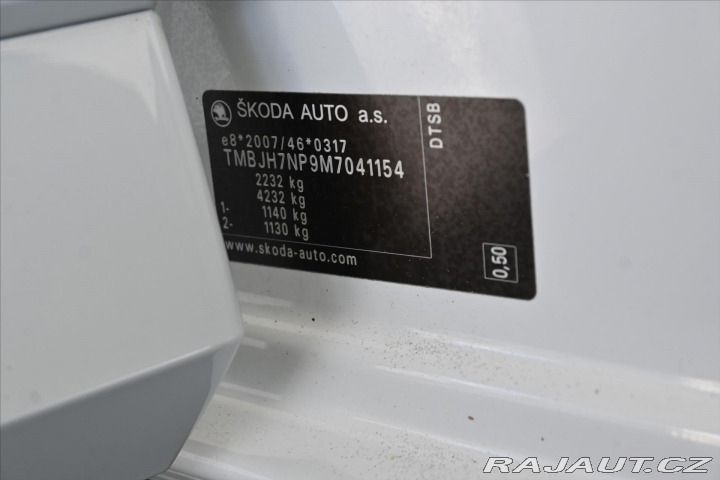 ŠKODA AUTO a.s.
e8*2007/46*0317
TMBJH7NP9M7041154
2232 kg
4232 kg
1- 1140 kg
2- 1130 kg
www.skoda-auto.com
DTSB
0,50
RAJAUT.CZ